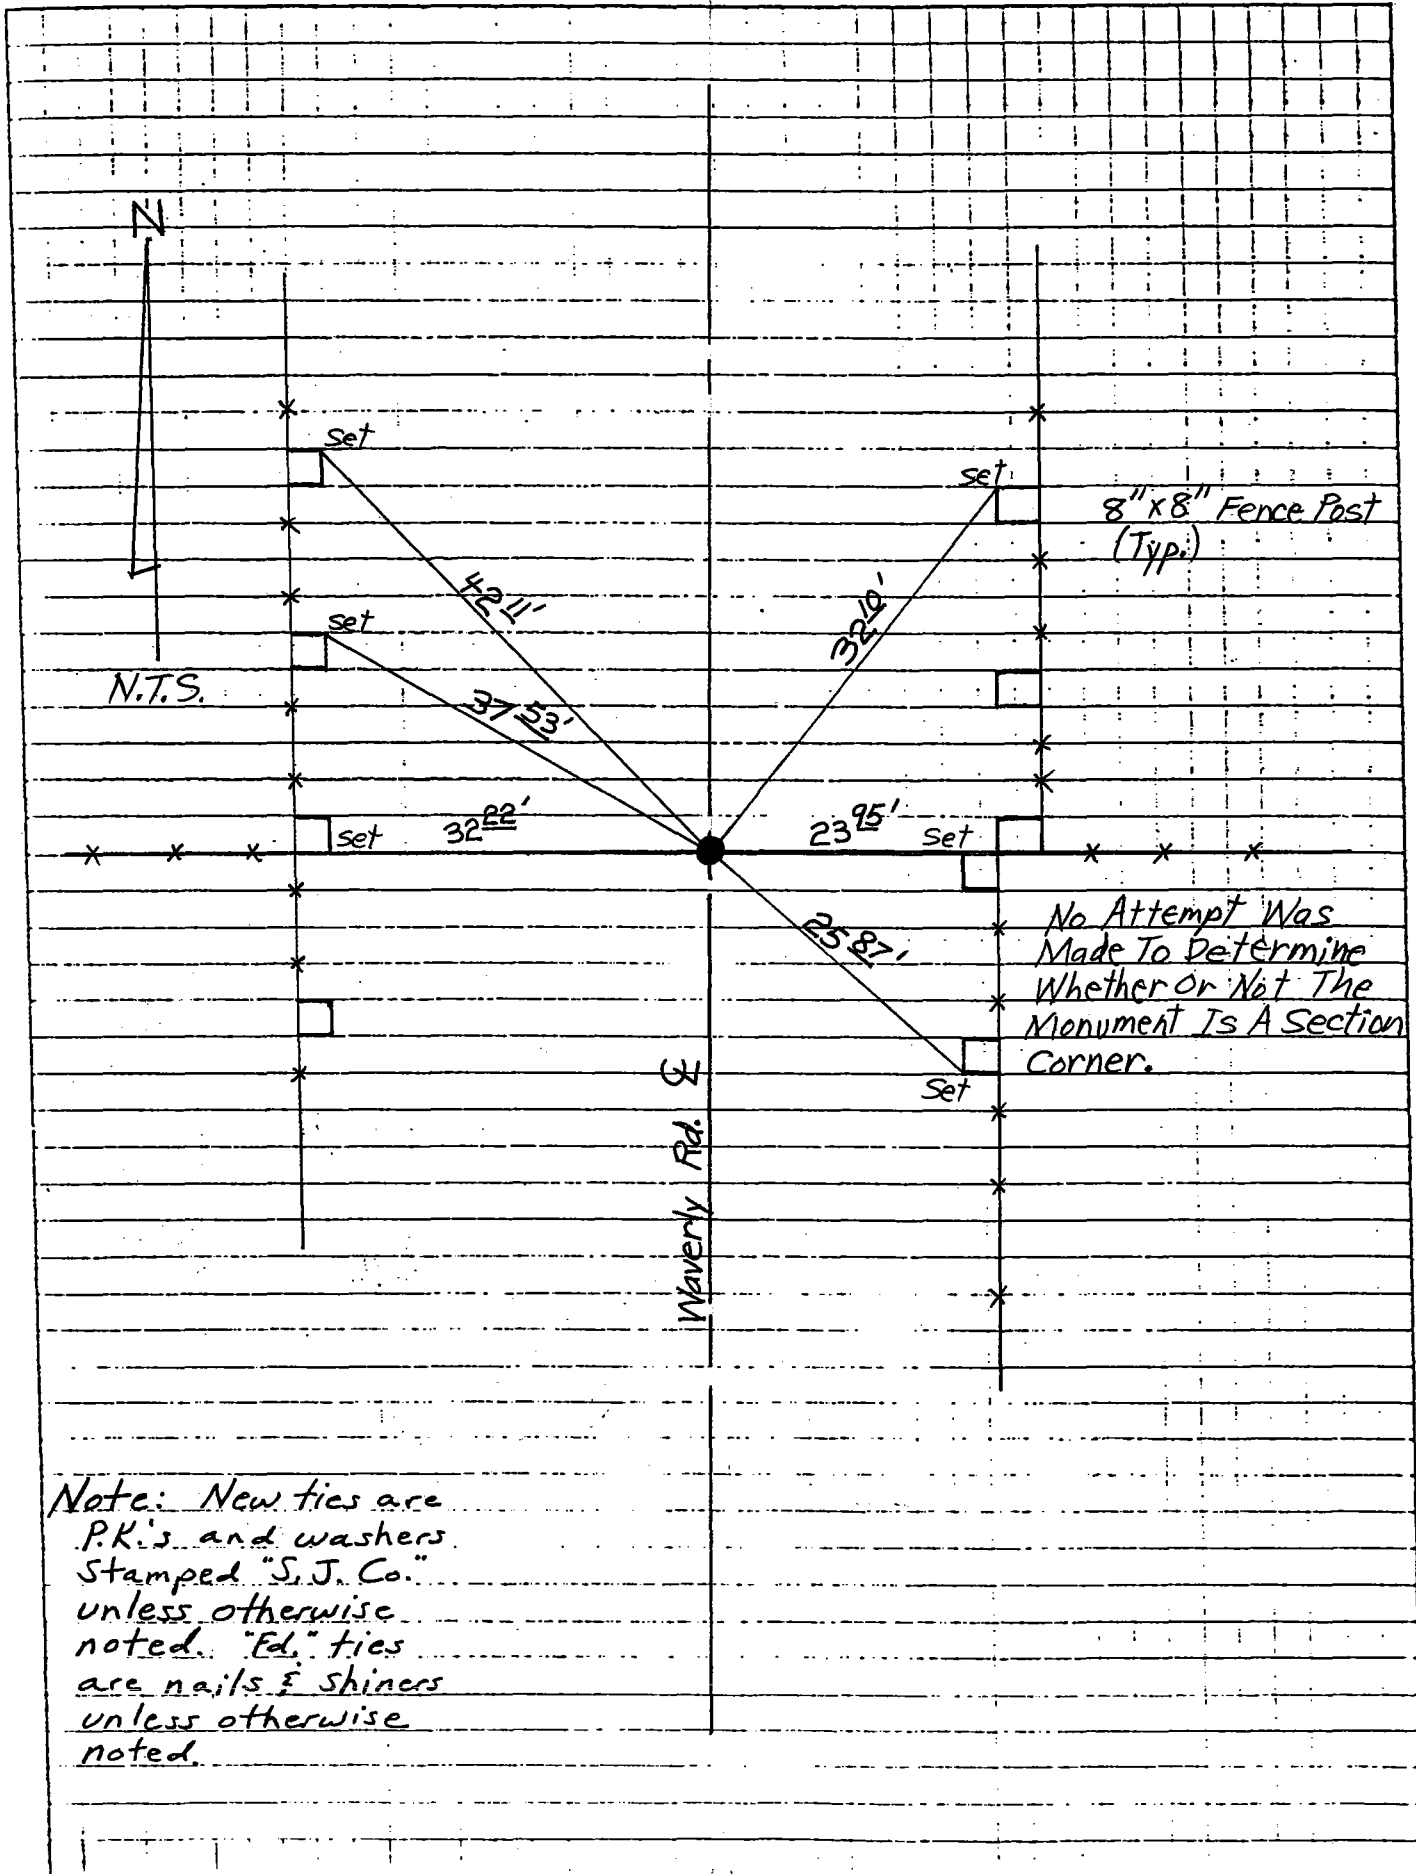 N
set
set
8"x8" Fence Post
(Typ.)
42 11'
32 10'
set
N.T.S.
37 53'
set
32 22'
23 95'
set
25 87'
No Attempt Was
Made To Determine
Whether Or Not The
Monument Is A Section
Corner.
Set
Waverly Rd. ℄
Note: New ties are
P.K.'s and washers
Stamped "S.J. Co."
unless otherwise
noted. "Fd." ties
are nails & shiners
unless otherwise
noted.